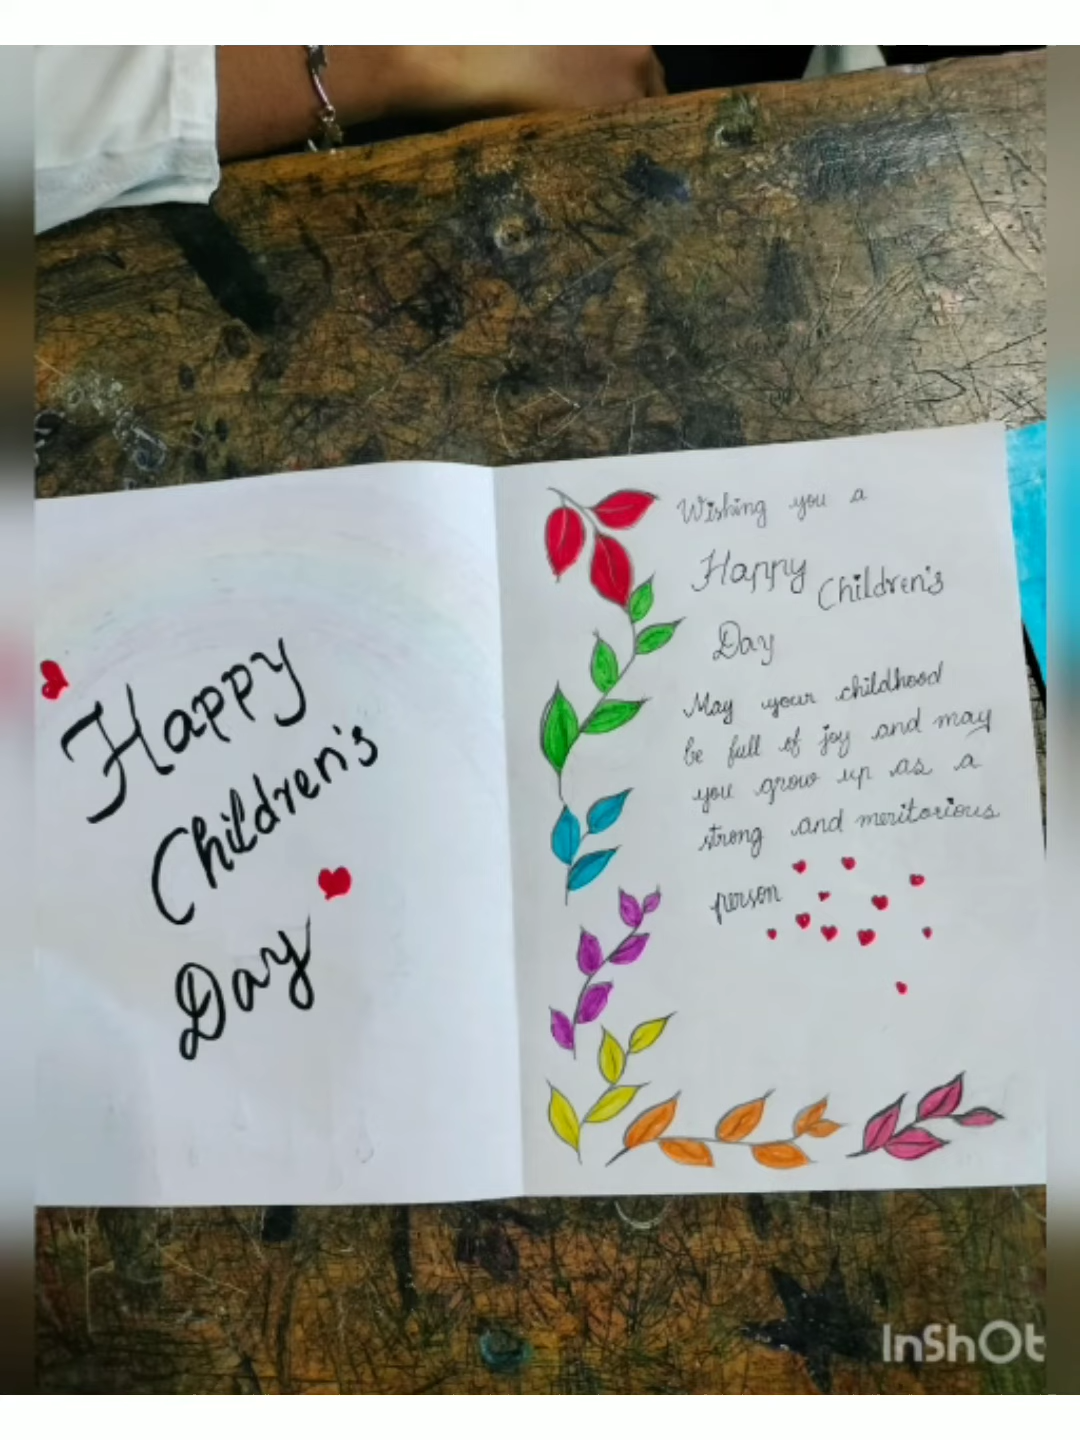 Happy
Children's
Day
Wishing you a
Happy Children's
Day
May your childhood
be full of joy and may
you grow up as a
strong and meritorious
person
InShOt